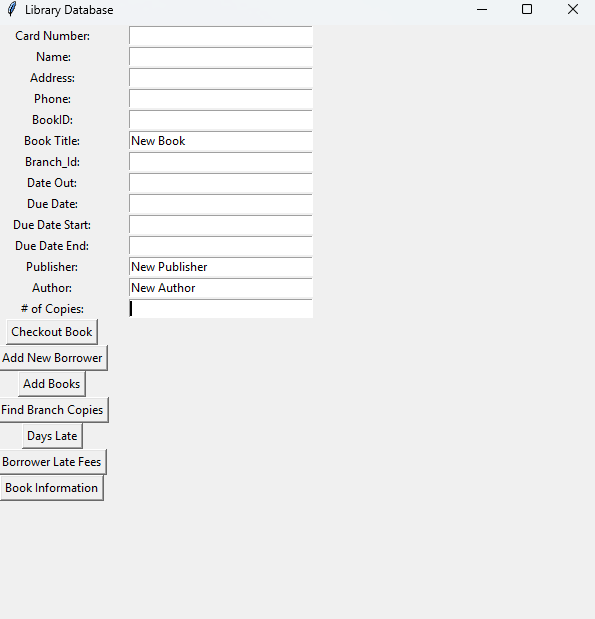 Library Database
Card Number:
Name:
Address:
Phone:
BookID:
Book Title: New Book
Branch_Id:
Date Out:
Due Date:
Due Date Start:
Due Date End:
Publisher: New Publisher
Author: New Author
# of Copies:
Checkout Book
Add New Borrower
Add Books
Find Branch Copies
Days Late
Borrower Late Fees
Book Information